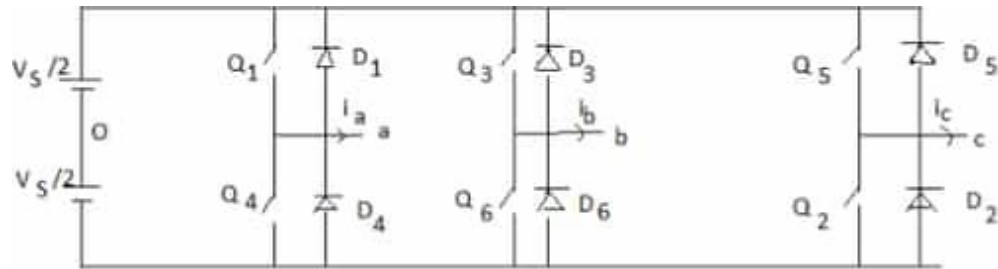 V_S/2
Q_1
D_1
Q_3
D_3
Q_5
D_5
O
i_a
a
i_b
b
i_c
c
V_S/2
Q_4
D_4
Q_6
D_6
Q_2
D_2